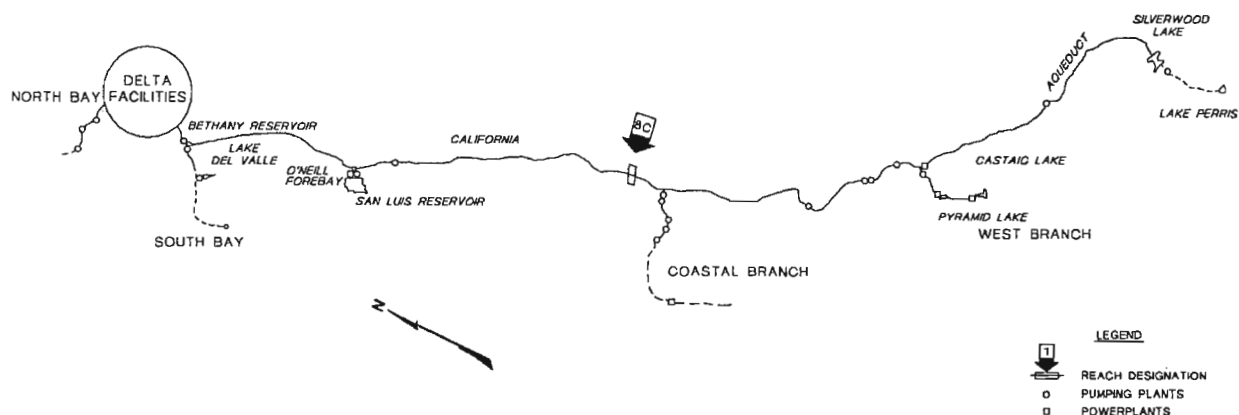 SILVERWOOD
LAKE
AQUEDUCT
DELTA
FACILITIES
NORTH BAY
LAKE PERRIS
BETHANY RESERVOIR
LAKE
DEL VALLE
8C
CALIFORNIA
O'NEILL
FOREBAY
CASTAIC LAKE
SAN LUIS RESERVOIR
PYRAMID LAKE
WEST BRANCH
SOUTH BAY
COASTAL BRANCH
N
LEGEND
1
REACH DESIGNATION
PUMPING PLANTS
POWERPLANTS